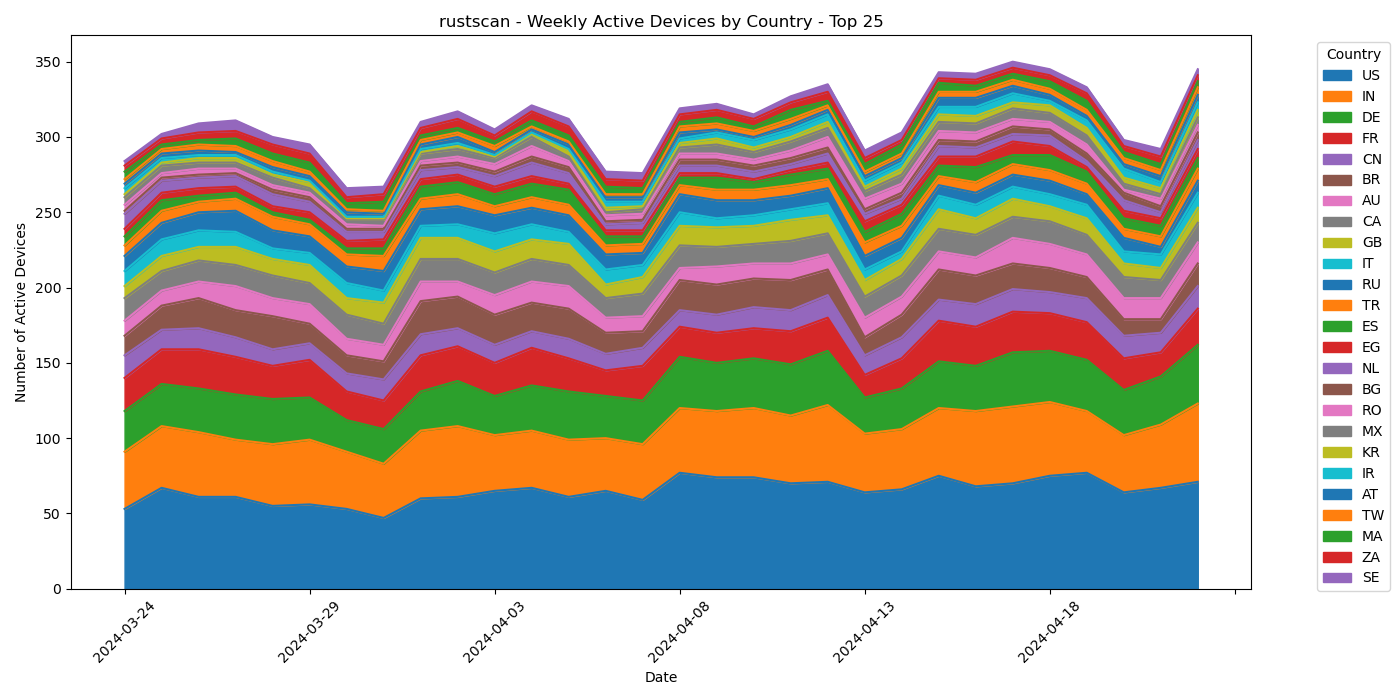 rustscan - Weekly Active Devices by Country - Top 25
Number of Active Devices
350
300
250
200
150
100
50
0
2024-03-24
2024-03-29
2024-04-03
2024-04-08
2024-04-13
2024-04-18
Date
Country
US
IN
DE
FR
CN
BR
AU
CA
GB
IT
RU
TR
ES
EG
NL
BG
RO
MX
KR
IR
AT
TW
MA
ZA
SE